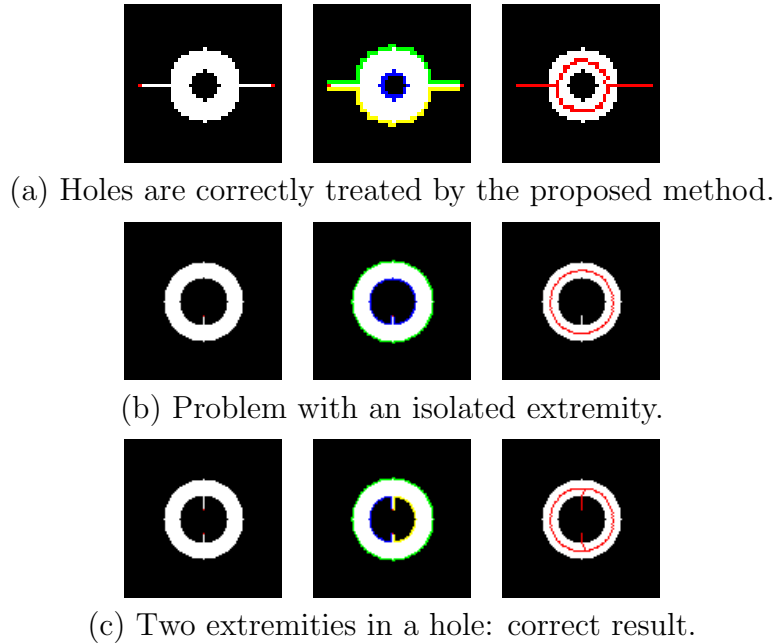 (a) Holes are correctly treated by the proposed method.
(b) Problem with an isolated extremity.
(c) Two extremities in a hole: correct result.